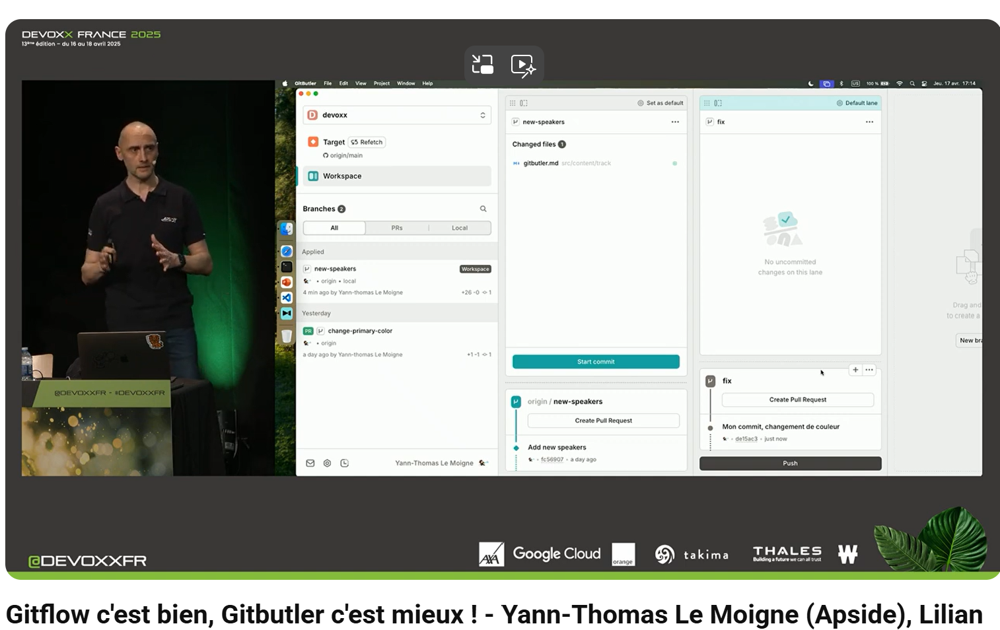 DEVOXX FRANCE 2025
13ème édition – du 16 au 18 avril 2025
GitButler File Edit View Project Window Help
US 100 % Jeu. 17 avr. 17:14
D devoxx
Target Refetch
origin/main
Workspace
Branches 2
All PRs Local
Applied
new-speakers Workspace
• origin • local
4 min ago by Yann-thomas Le Moigne +26 -0 1
Yesterday
PR change-primary-color
• origin
a day ago by Yann-thomas Le Moigne +1 -1 1
Yann-Thomas Le Moigne
Set as default
new-speakers ...
Changed files 1
gitbutler.md src/content/track
Start commit
origin / new-speakers
Create Pull Request
Add new speakers
• fc56907 • a day ago
Default lane
fix ...
No uncommitted
changes on this lane
+ ...
fix
Create Pull Request
Mon commit, changement de couleur
• de15ac3 • just now
Push
Drag and
to create a
New bra
@DEVOXXFR - #DEVOXXFR
@DEVOXXFR
AXA Google Cloud orange takima THALES W
Building a future we can all trust
Gitflow c'est bien, Gitbutler c'est mieux ! - Yann-Thomas Le Moigne (Apside), Lilian